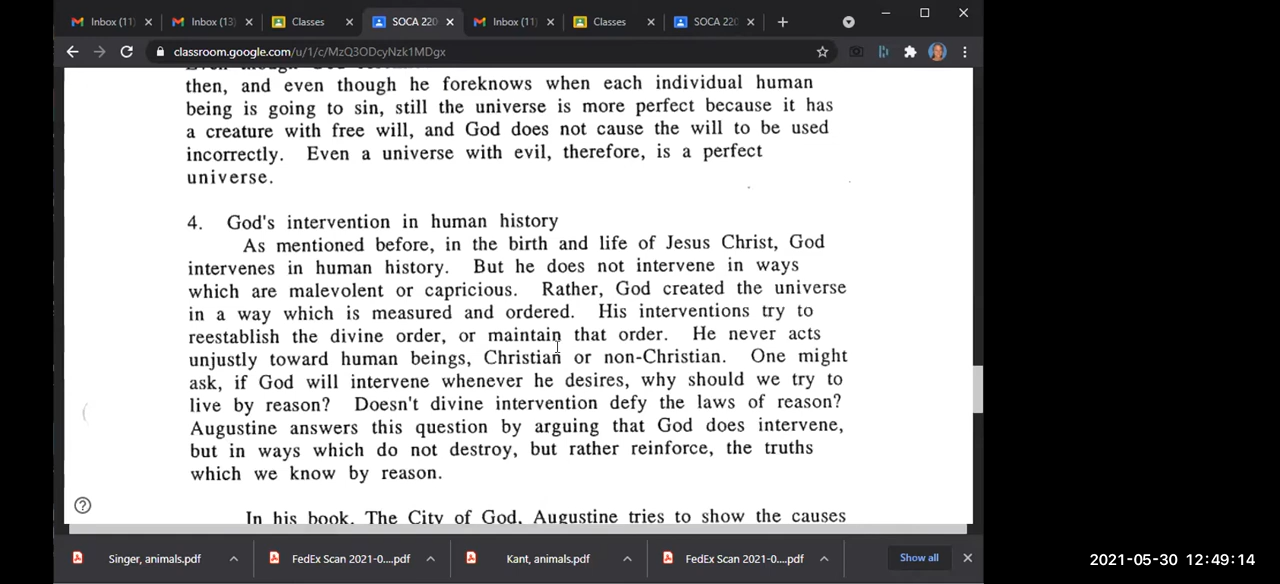 Inbox (11)
Inbox (13)
Classes
SOCA 220
Inbox (11)
Classes
SOCA 220
classroom.google.com/u/1/c/MzQ3ODcyNzk1MDgx
then, and even though he foreknows when each individual human
being is going to sin, still the universe is more perfect because it has
a creature with free will, and God does not cause the will to be used
incorrectly. Even a universe with evil, therefore, is a perfect
universe.
4. God's intervention in human history
As mentioned before, in the birth and life of Jesus Christ, God
intervenes in human history. But he does not intervene in ways
which are malevolent or capricious. Rather, God created the universe
in a way which is measured and ordered. His interventions try to
reestablish the divine order, or maintain that order. He never acts
unjustly toward human beings, Christian or non-Christian. One might
ask, if God will intervene whenever he desires, why should we try to
live by reason? Doesn't divine intervention defy the laws of reason?
Augustine answers this question by arguing that God does intervene,
but in ways which do not destroy, but rather reinforce, the truths
which we know by reason.
In his book, The City of God, Augustine tries to show the causes
Singer, animals.pdf
FedEx Scan 2021-0....pdf
Kant, animals.pdf
FedEx Scan 2021-0....pdf
Show all
2021-05-30 12:49:14